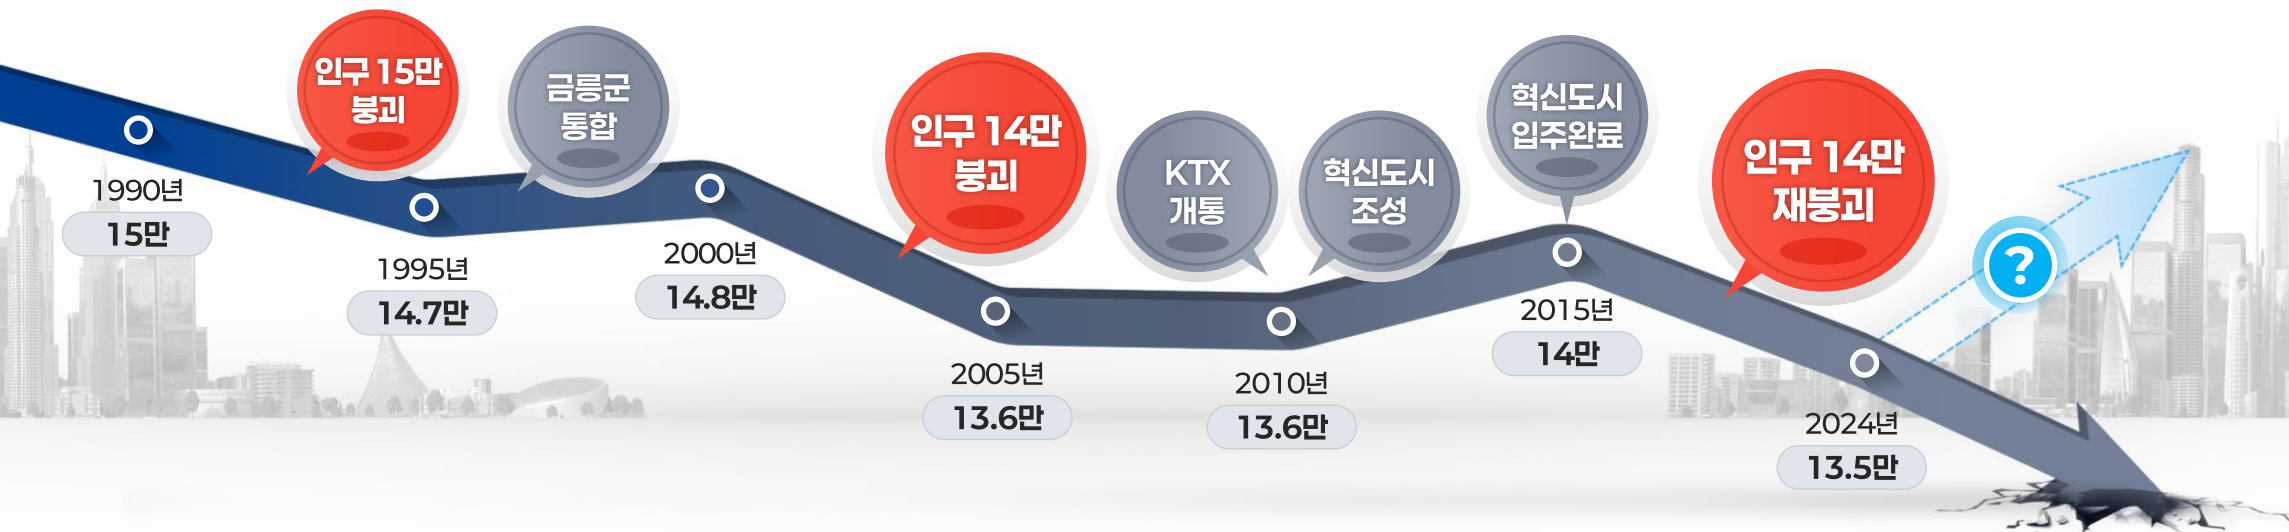 인구 15만
붕괴
금릉군
통합
인구 14만
붕괴
KTX
개통
혁신도시
조성
혁신도시
입주완료
인구 14만
재붕괴
?
1990년
15만
1995년
14.7만
2000년
14.8만
2005년
13.6만
2010년
13.6만
2015년
14만
2024년
13.5만